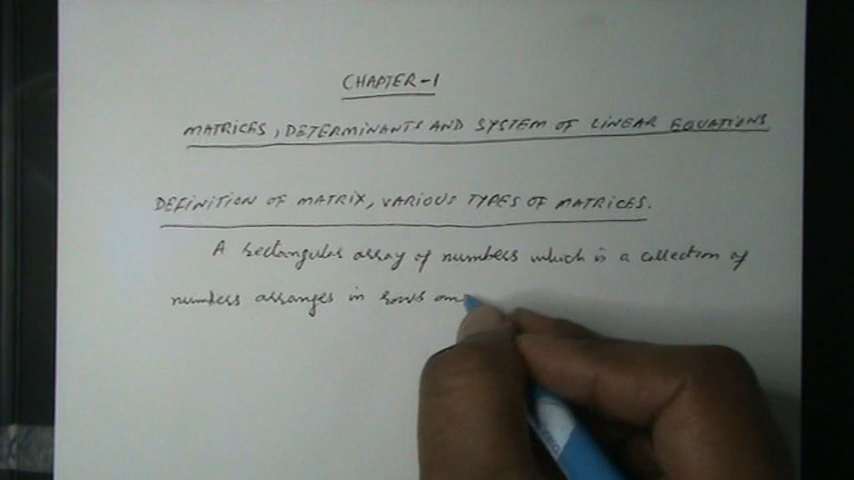 CHAPTER-1
MATRICES, DETERMINANTS AND SYSTEM OF LINEAR EQUATIONS
DEFINITION OF MATRIX, VARIOUS TYPES OF MATRICES.
A rectangular array of numbers which is a collection of
numbers arranges in rows an